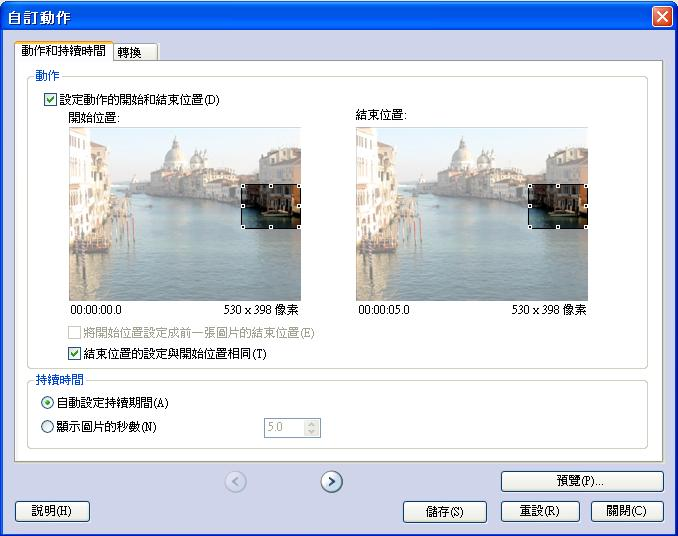 自訂動作
動作和持續時間 轉換
動作
設定動作的開始和結束位置(D)
開始位置: 結束位置:
00:00:00.0 530 x 398 像素 00:00:05.0 530 x 398 像素
將開始位置設定成前一張圖片的結束位置(E)
結束位置的設定與開始位置相同(T)
持續時間
自動設定持續期間(A)
顯示圖片的秒數(N) 5.0
預覽(P)...
說明(H) 儲存(S) 重設(R) 關閉(C)